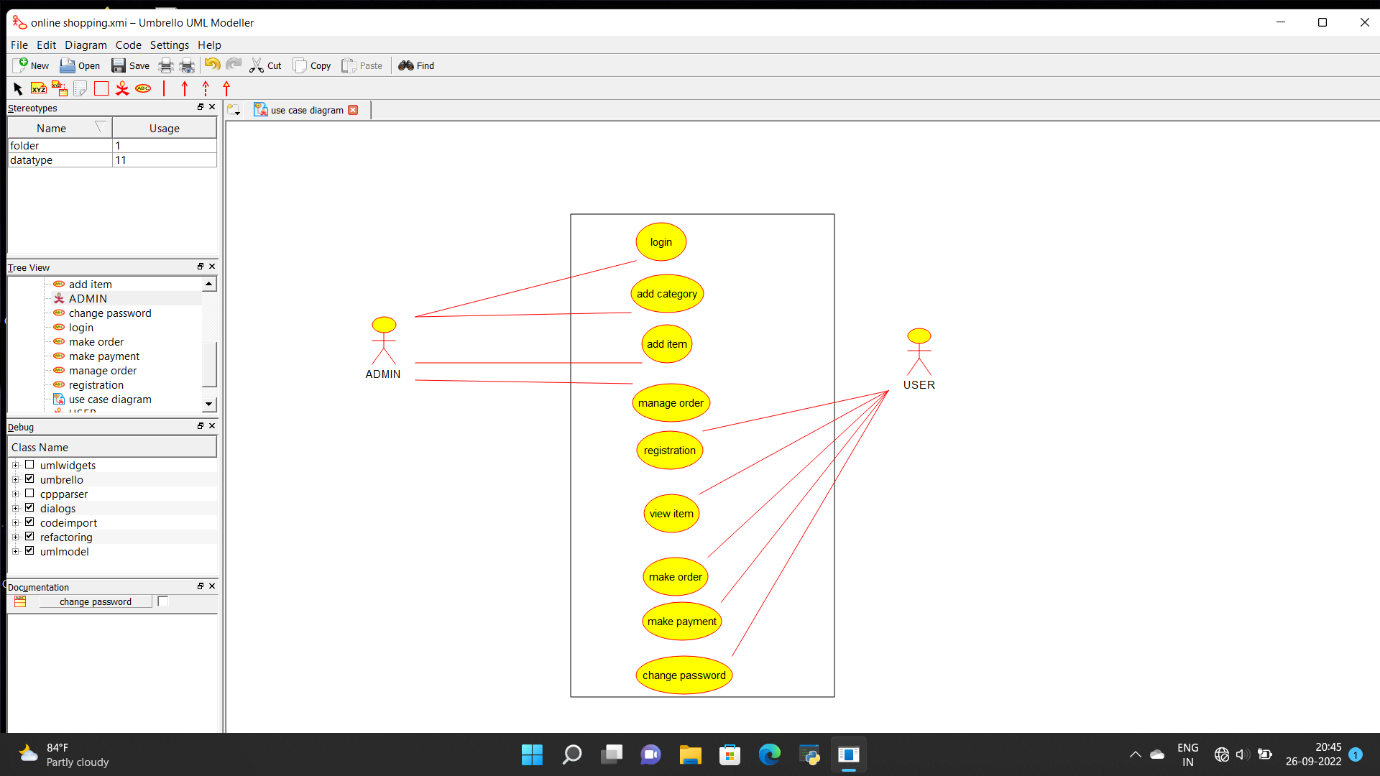 online shopping.xmi – Umbrello UML Modeller
File Edit Diagram Code Settings Help
New Open Save Cut Copy Paste Find
XYZ ABC
Stereotypes
use case diagram
Name Usage
folder 1
datatype 11
Tree View
add item
ADMIN
change password
login
make order
make payment
manage order
registration
use case diagram
USER
Debug
Class Name
umlwidgets
umbrello
cppparser
dialogs
codeimport
refactoring
umlmodel
Documentation
change password
login
add category
add item
ADMIN
manage order
registration
view item
make order
make payment
change password
USER
84°F
Partly cloudy
ENG
IN
20:45
26-09-2022
1